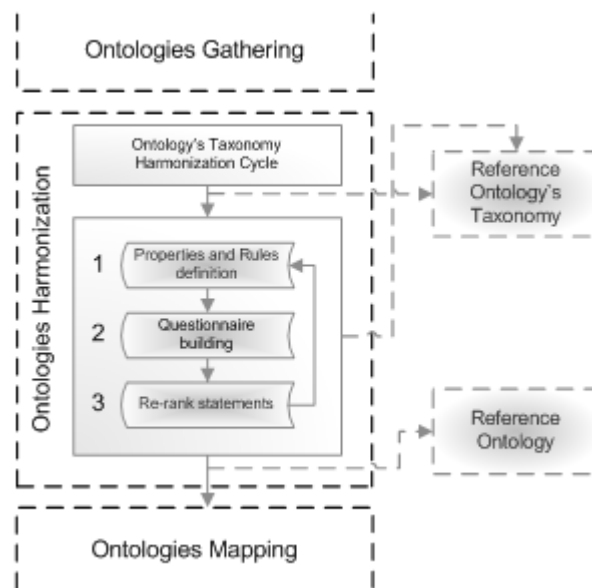 Ontologies Gathering
Ontologies Harmonization
Ontology's Taxonomy
Harmonization Cycle
Reference
Ontology's
Taxonomy
1
Properties and Rules
definition
2
Questionnaire
building
3
Re-rank statements
Reference
Ontology
Ontologies Mapping